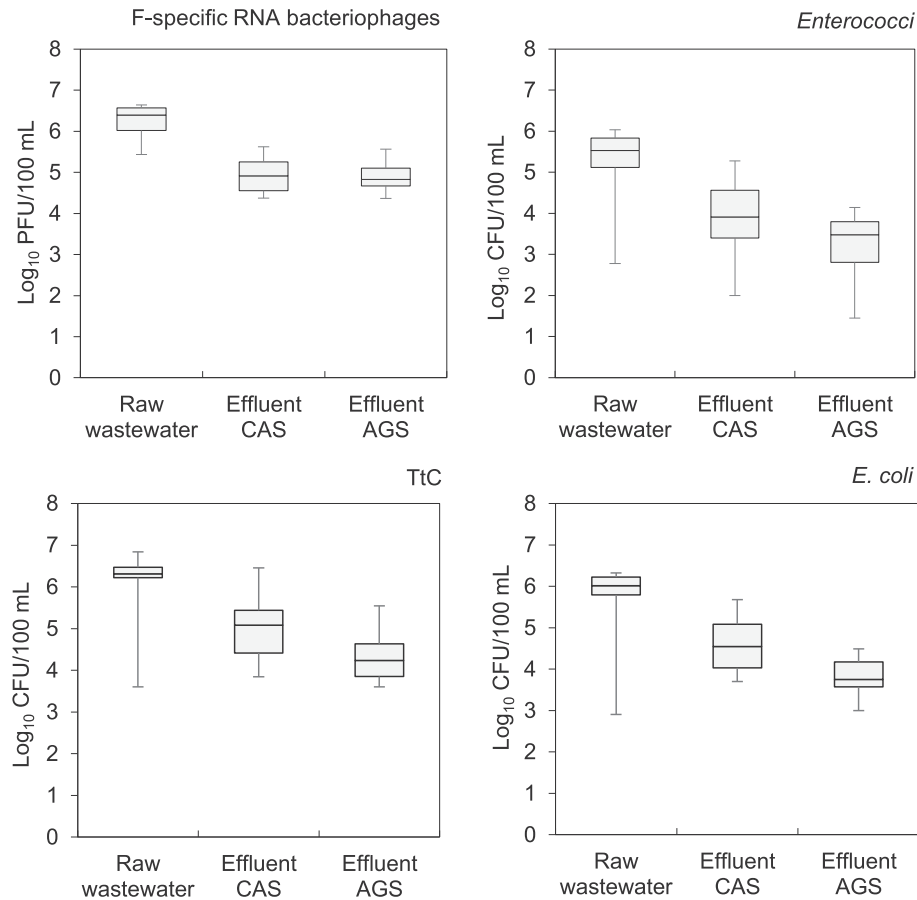 F-specific RNA bacteriophages
Log10 PFU/100 mL
8
7
6
5
4
3
2
1
0
Raw wastewater
Effluent CAS
Effluent AGS
Enterococci
Log10 CFU/100 mL
8
7
6
5
4
3
2
1
0
Raw wastewater
Effluent CAS
Effluent AGS
TtC
Log10 CFU/100 mL
8
7
6
5
4
3
2
1
0
Raw wastewater
Effluent CAS
Effluent AGS
E. coli
Log10 CFU/100 mL
8
7
6
5
4
3
2
1
0
Raw wastewater
Effluent CAS
Effluent AGS